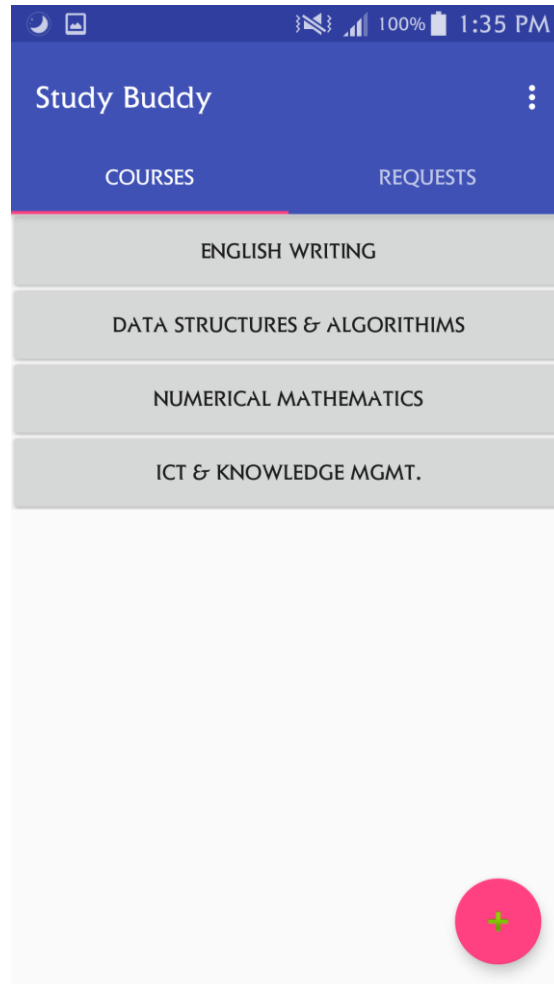 100% 1:35 PM
Study Buddy
COURSES REQUESTS
ENGLISH WRITING
DATA STRUCTURES & ALGORITHIMS
NUMERICAL MATHEMATICS
ICT & KNOWLEDGE MGMT.
+